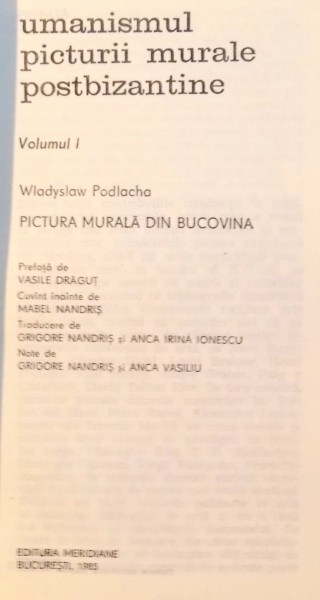 umanismul
picturii murale
postbizantine
Volumul I
Wladyslaw Podlacha
PICTURA MURALĂ DIN BUCOVINA
Prefață de
VASILE DRĂGUȚ
Cuvînt înainte de
MABEL NANDRIȘ
Traducere de
GRIGORE NANDRIȘ și ANCA IRINA IONESCU
Note de
GRIGORE NANDRIȘ și ANCA VASILIU
EDITURA MERIDIANE
BUCUREȘTI, 1985